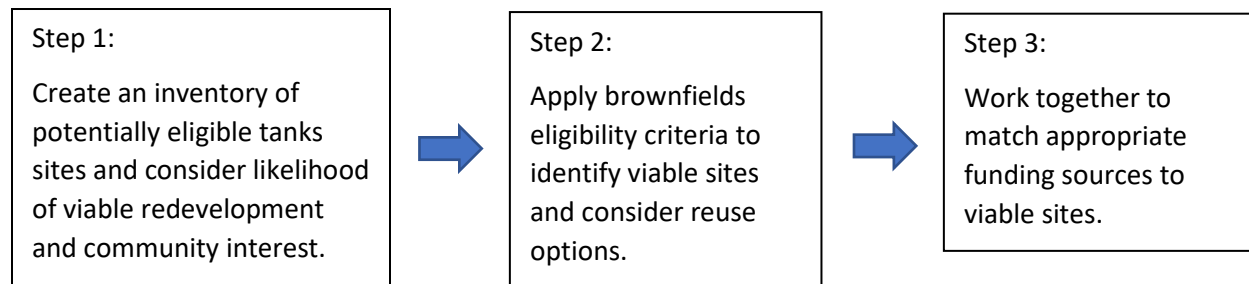 Step 1:
Create an inventory of
potentially eligible tanks
sites and consider likelihood
of viable redevelopment
and community interest.
Step 2:
Apply brownfields
eligibility criteria to
identify viable sites
and consider reuse
options.
Step 3:
Work together to
match appropriate
funding sources to
viable sites.